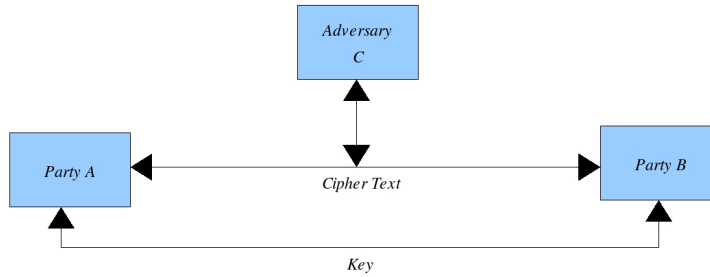 Adversary
C
Party A
Party B
Cipher Text
Key